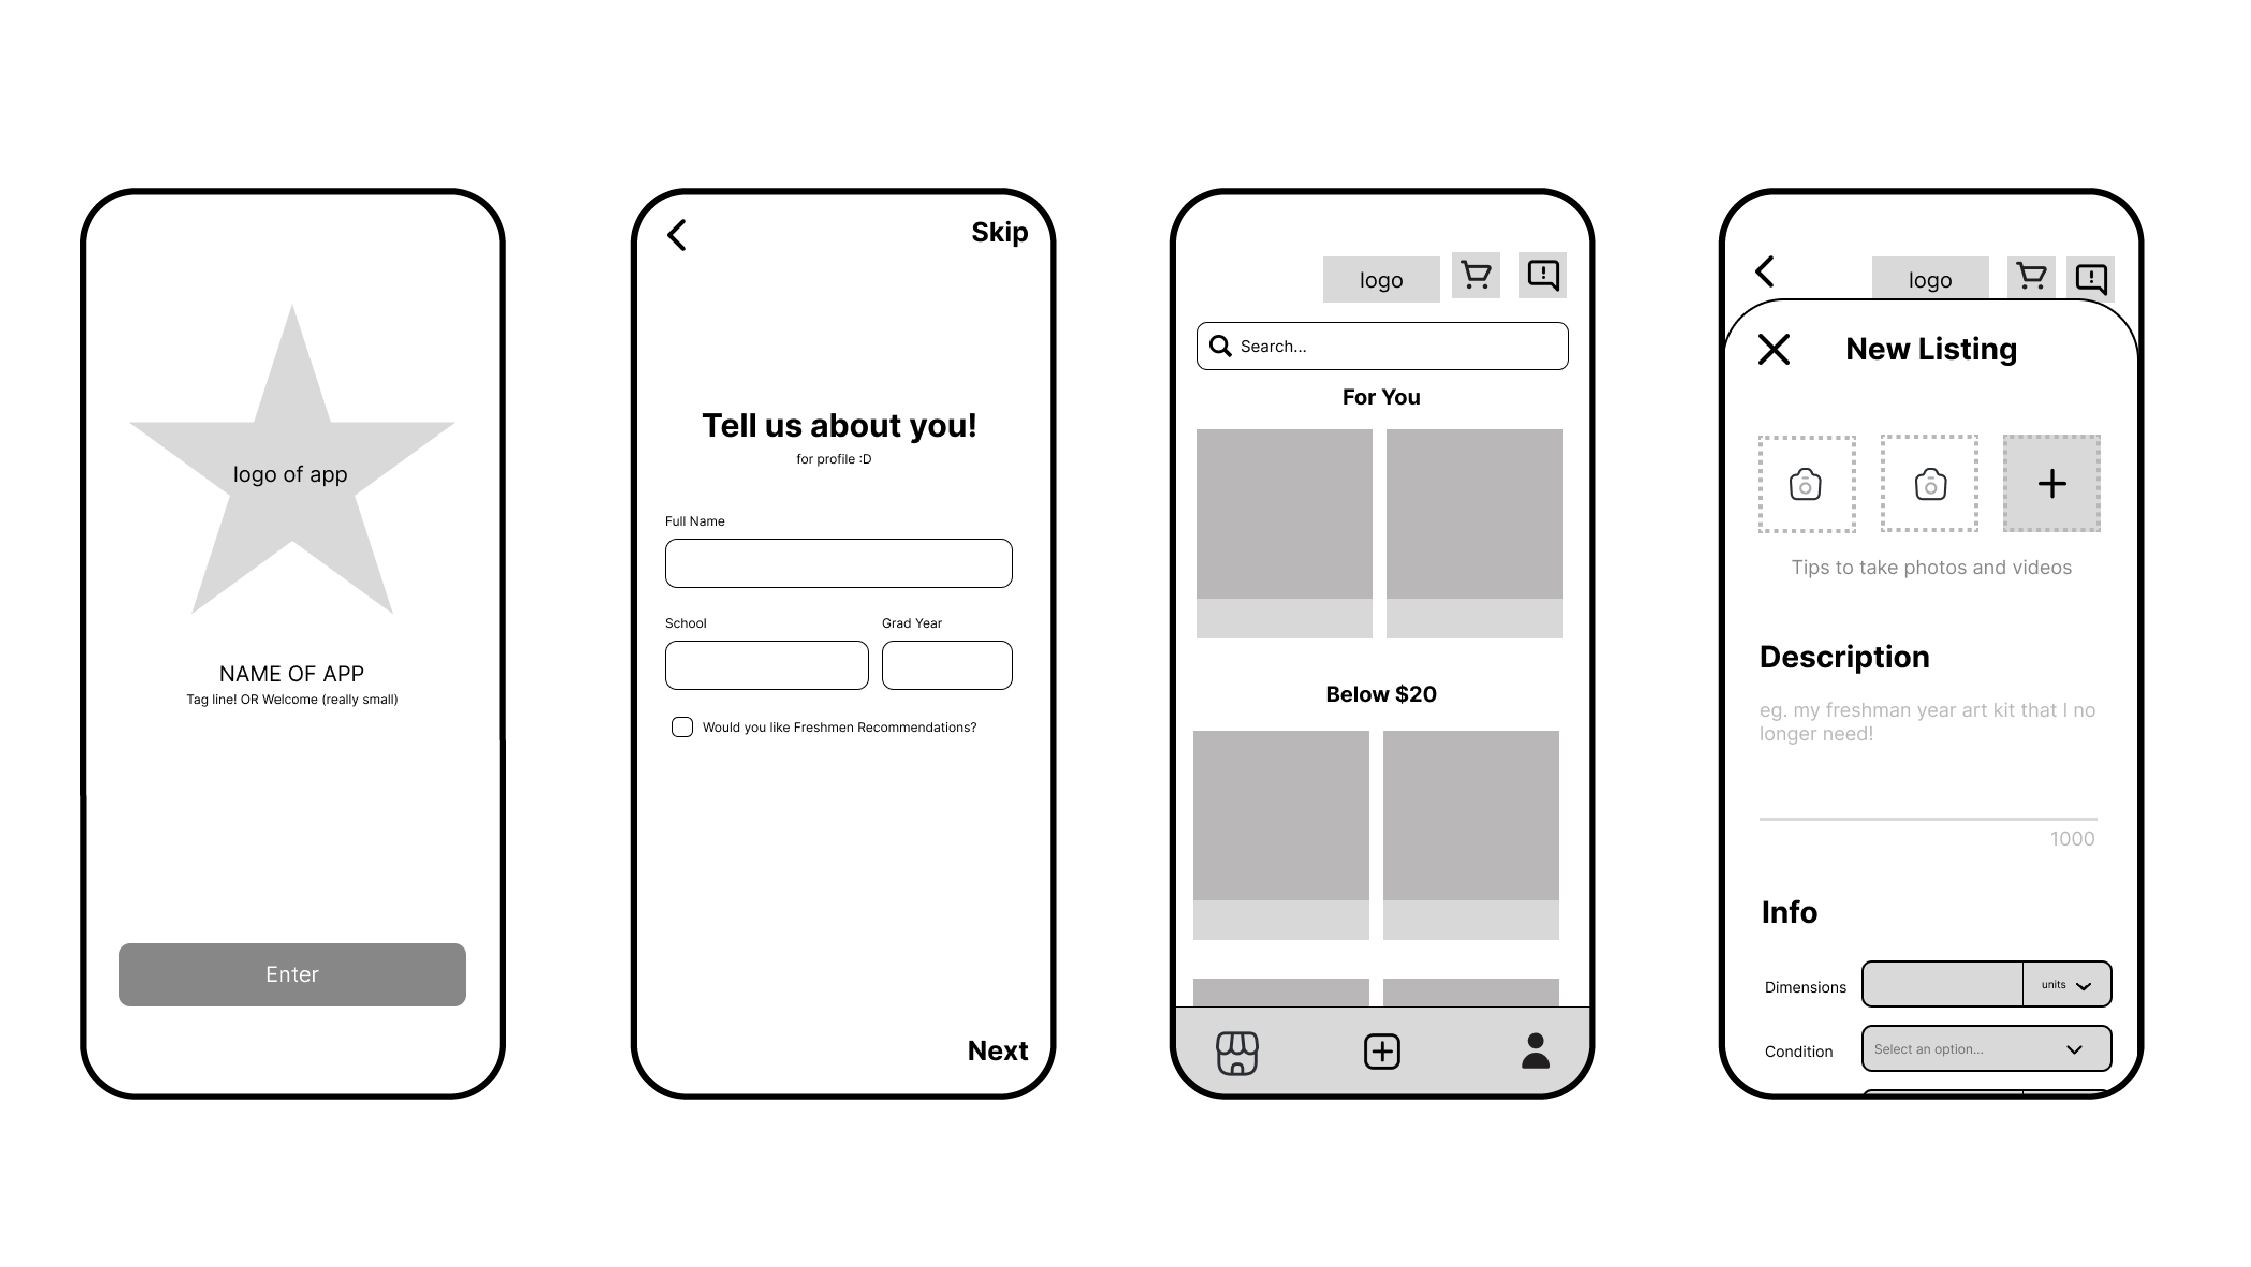 logo of app
NAME OF APP
Tag line! OR Welcome (really small)
Enter
Skip
Tell us about you!
for profile :D
Full Name
School
Grad Year
Would you like Freshmen Recommendations?
Next
logo
Search...
For You
Below $20
logo
New Listing
Tips to take photos and videos
Description
eg. my freshman year art kit that I no
longer need!
1000
Info
Dimensions
units
Condition
Select an option...